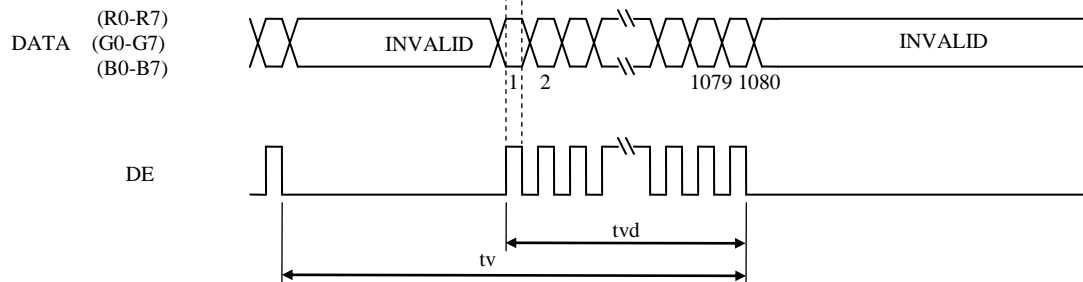 (R0-R7)
DATA (G0-G7) INVALID INVALID
(B0-B7)
1 2 1079 1080
DE
tvd
tv